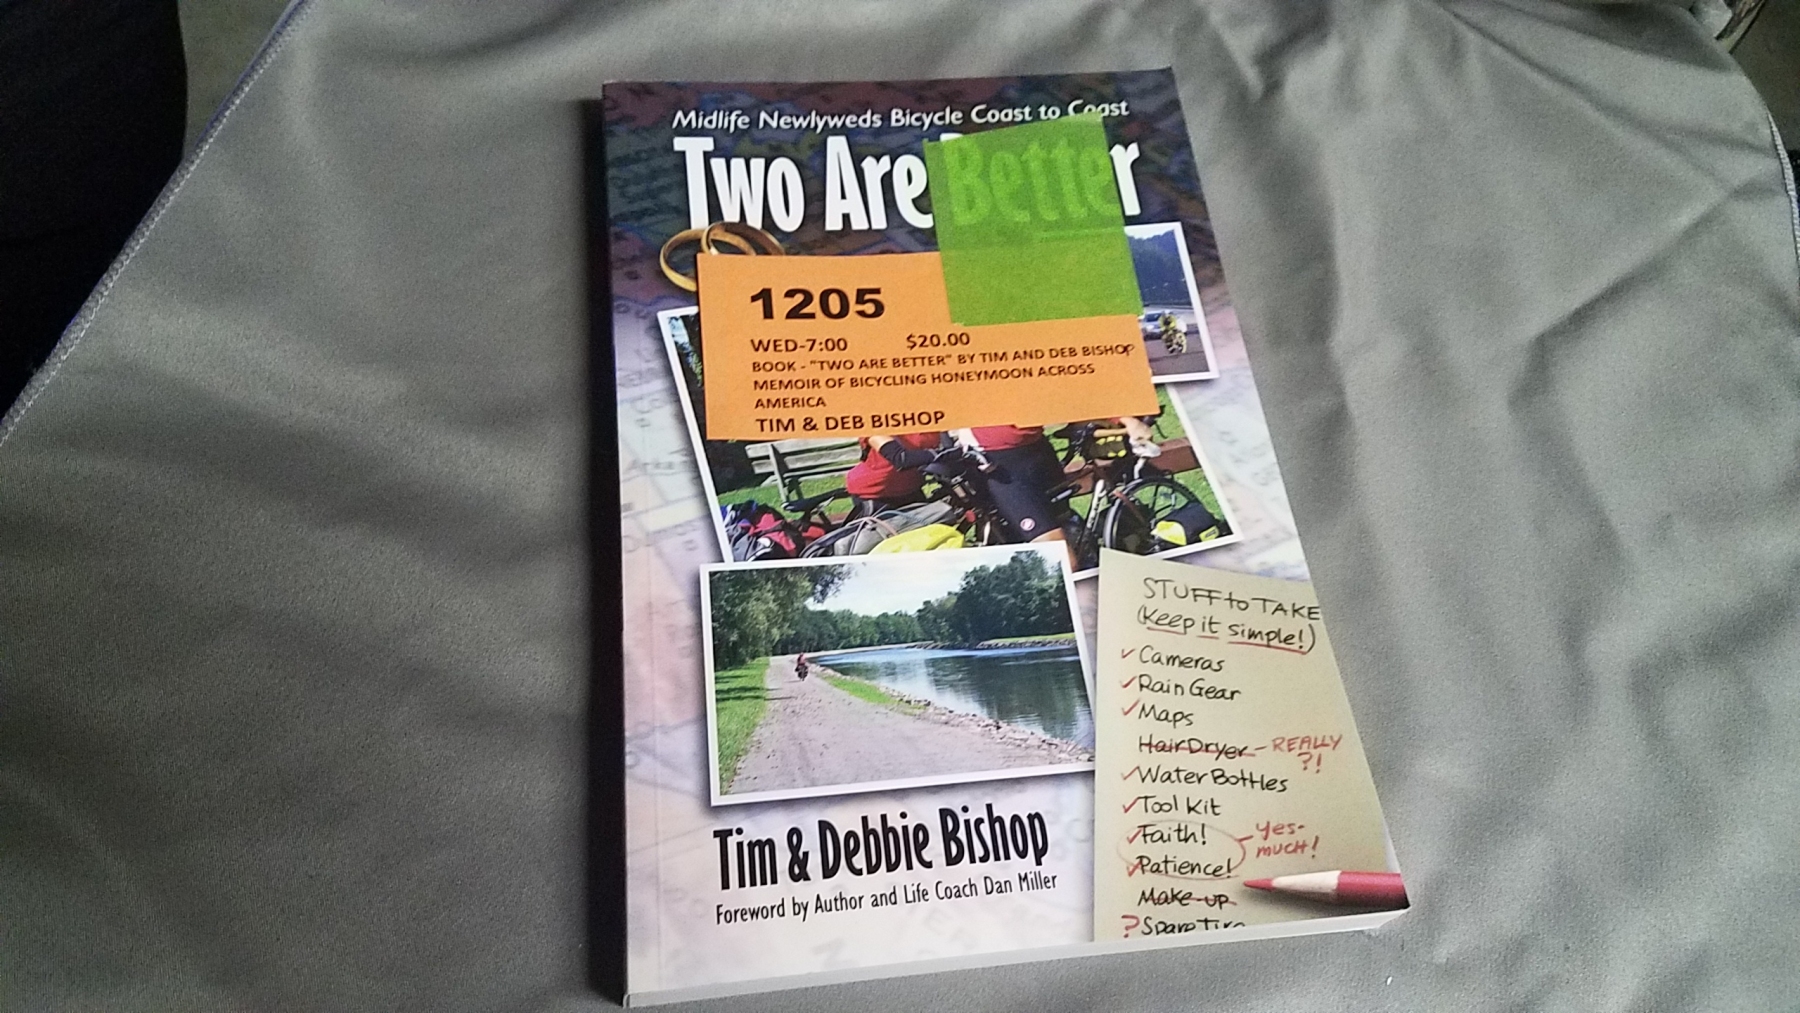 Midlife Newlyweds Bicycle Coast to Coast
Two Are Better
1205
WED-7:00 $20.00
BOOK - "TWO ARE BETTER" BY TIM AND DEB BISHOP
MEMOIR OF BICYCLING HONEYMOON ACROSS
AMERICA
TIM & DEB BISHOP
STUFF to TAKE
(Keep it simple!)
Cameras
Rain Gear
Maps
Hair Dryer - REALLY
?!
Water Bottles
Tool Kit
Faith! yes-
Patience! MUCH!
Make-up
? Spare Tire
Tim & Debbie Bishop
Foreword by Author and Life Coach Dan Miller